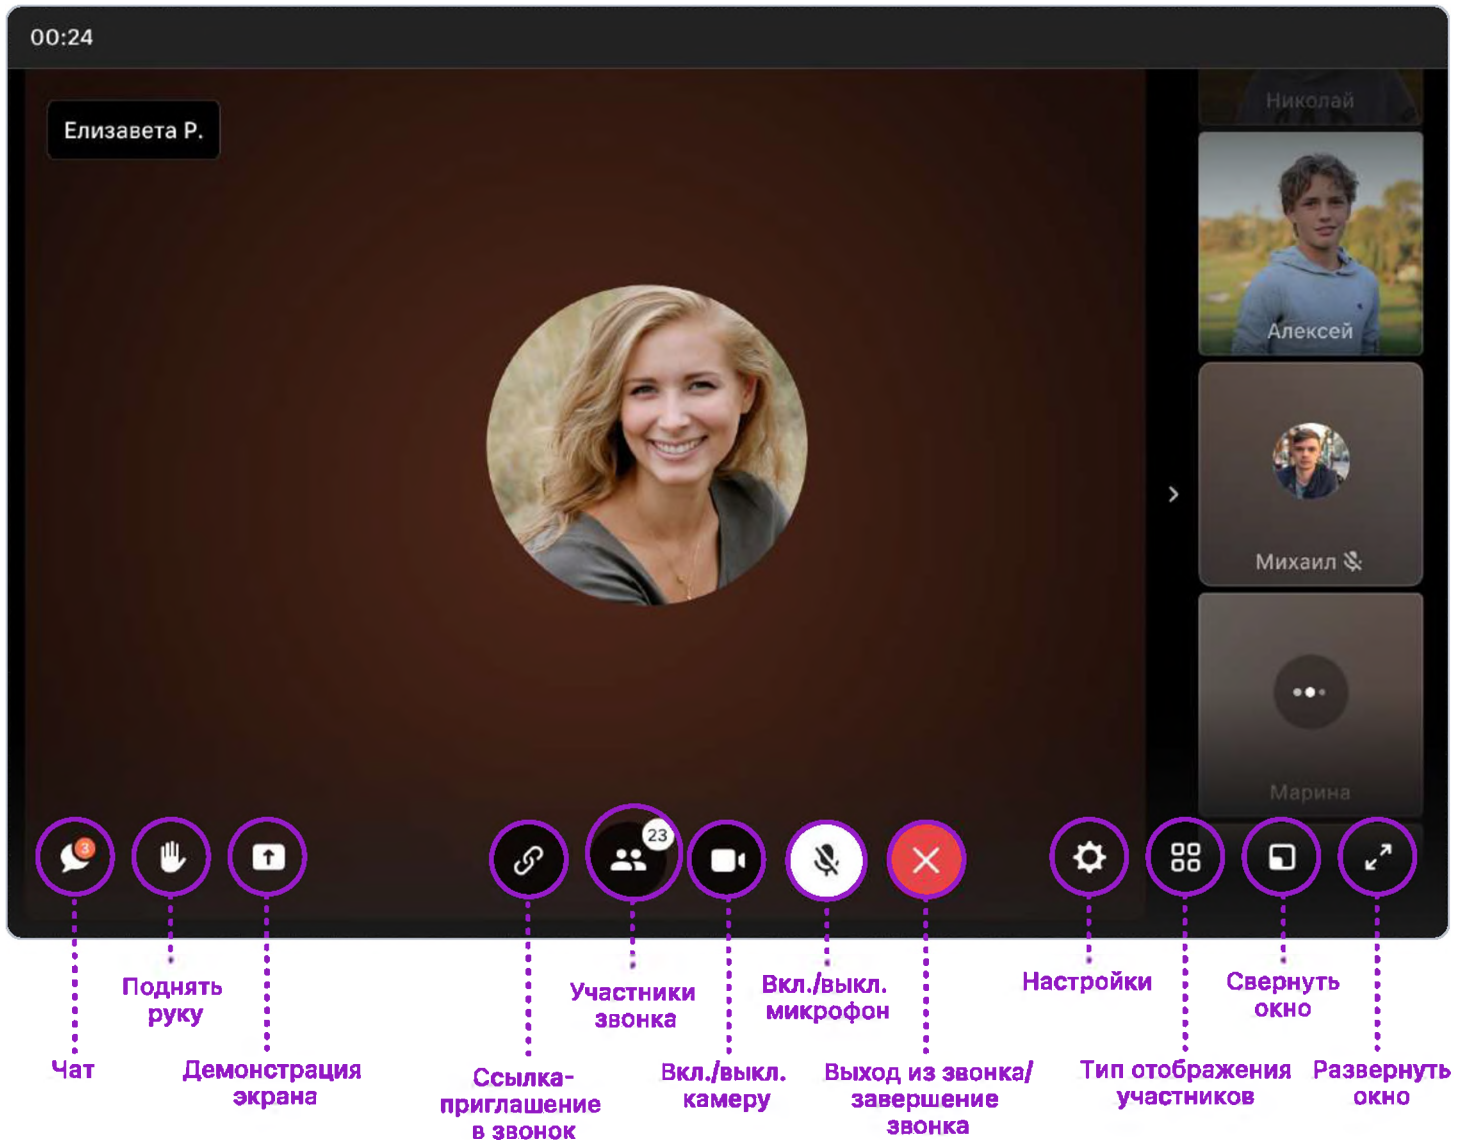 00:24
Елизавета Р.
Николай
Алексей
Михаил
Марина
3
23
Поднять
руку
Участники
звонка
Вкл./выкл.
микрофон
Настройки
Свернуть
окно
Чат
Демонстрация
экрана
Ссылка-
приглашение
в звонок
Вкл./выкл.
камеру
Выход из звонка/
завершение
звонка
Тип отображения
участников
Развернуть
окно